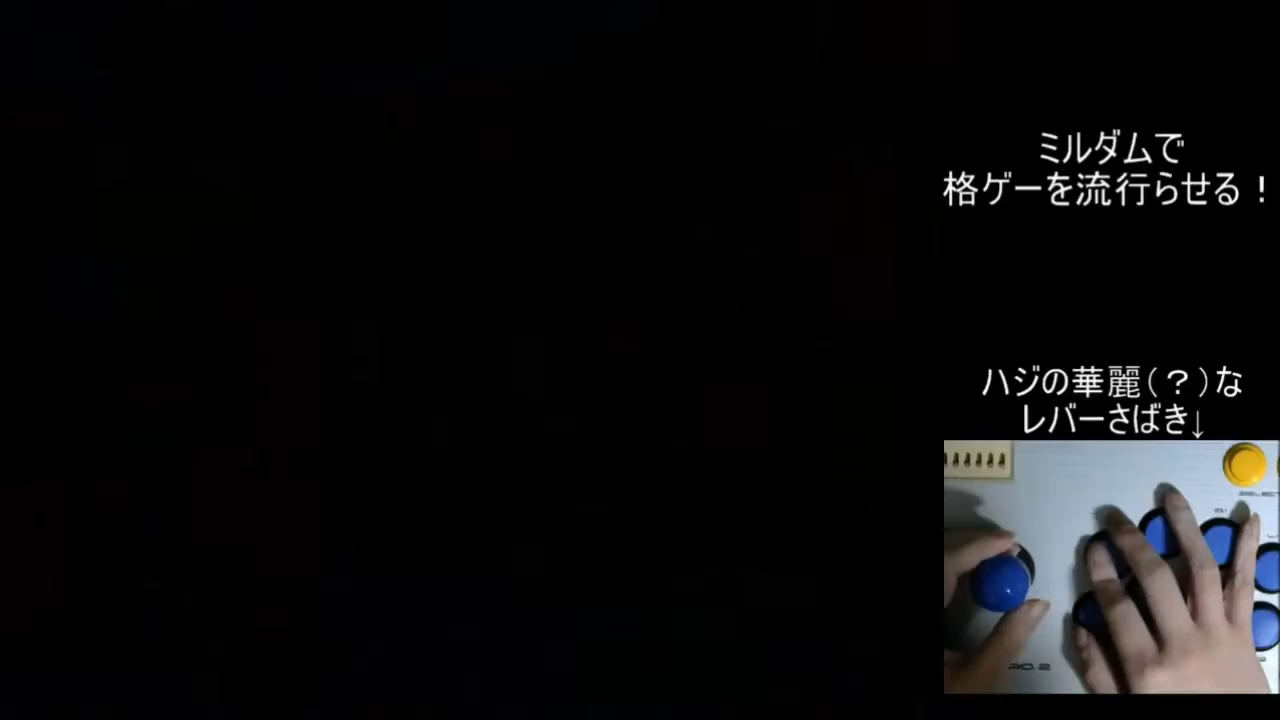 ミルダムで
格ゲーを流行らせる！
ハジの華麗（？）な
レバーさばき↓